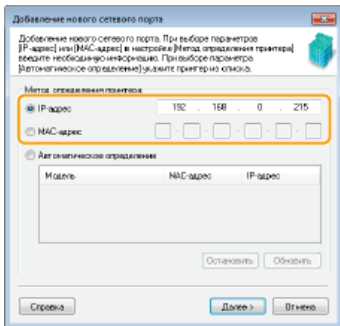 Добавление нового сетевого порта
Добавление нового сетевого порта. При выборе параметров
[IP-адрес] или [MAC-адрес] в настройке [Метод определения принтера]
введите необходимую информацию. При выборе параметра
[Автоматическое определение] укажите принтер из списка.
Метод определения принтера
IP-адрес 192 . 168 . 0 . 215
MAC-адрес - - - - -
Автоматическое определение
Модель MAC-адрес IP-адрес
Остановить Обновить
Справка Далее > Отмена